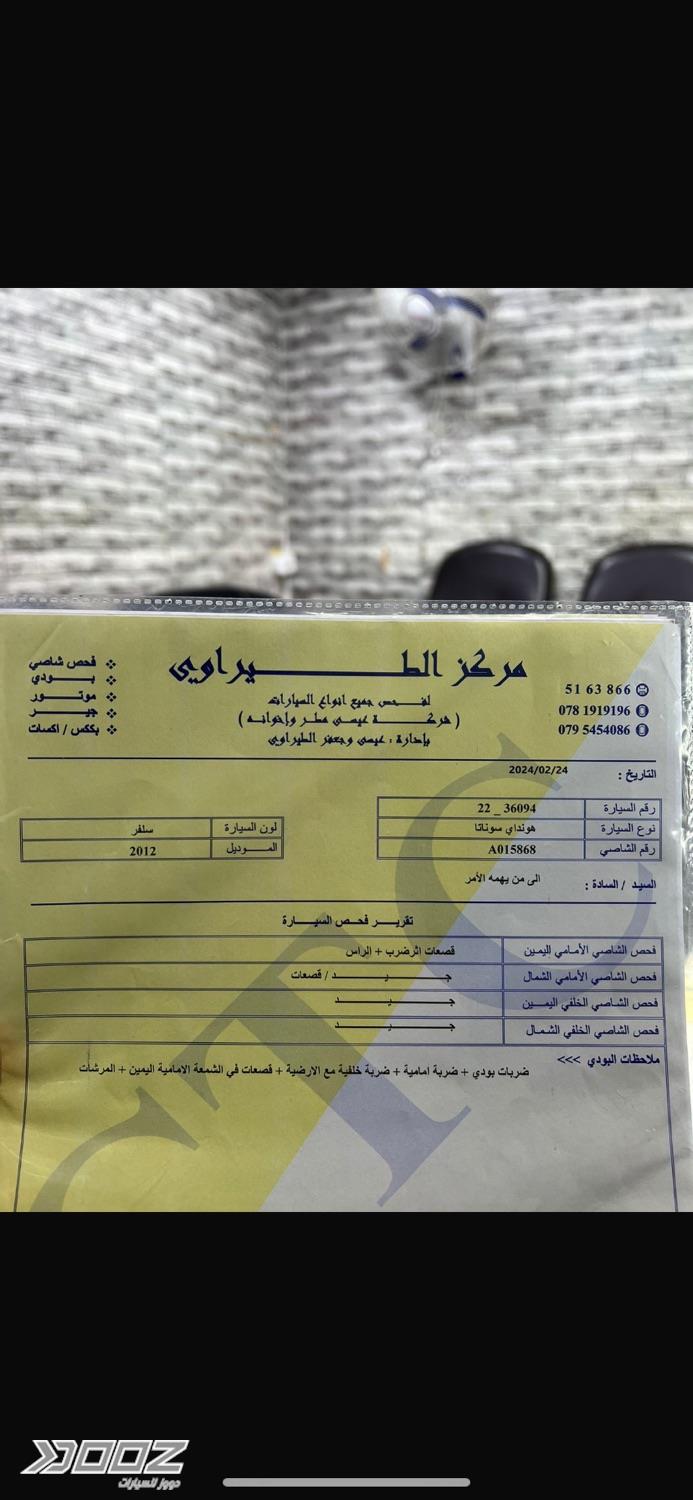 مركز الطيراوي
لفحص جميع انواع السيارات
( شركة عيسى مطر وإخوانه )
بإدارة : عيسى وجعفر الطيراوي
51 63 866
078 1919196
079 5454086
فحص شاصي
بودي
موتور
جير
بكس / اكسات
التاريخ : 2024/02/24
رقم السيارة 22 _ 36094
نوع السيارة هونداي سوناتا
رقم الشاصي A015868
لون السيارة سلفر
الموديل 2012
السيد / السادة : الى من يهمه الأمر
تقرير فحص السيارة
فحص الشاصي الأمامي اليمين قصعات اثرضرب + الراس
فحص الشاصي الأمامي الشمال جيد / قصعات
فحص الشاصي الخلفي اليمين جيد
فحص الشاصي الخلفي الشمال جيد
ملاحظات البودي >>>
ضربات بودي + ضربة امامية + ضربة خلفية مع الارضية + قصعات في الشمعة الامامية اليمين + المرشات
CTC
DOOZ
دووز للسيارات